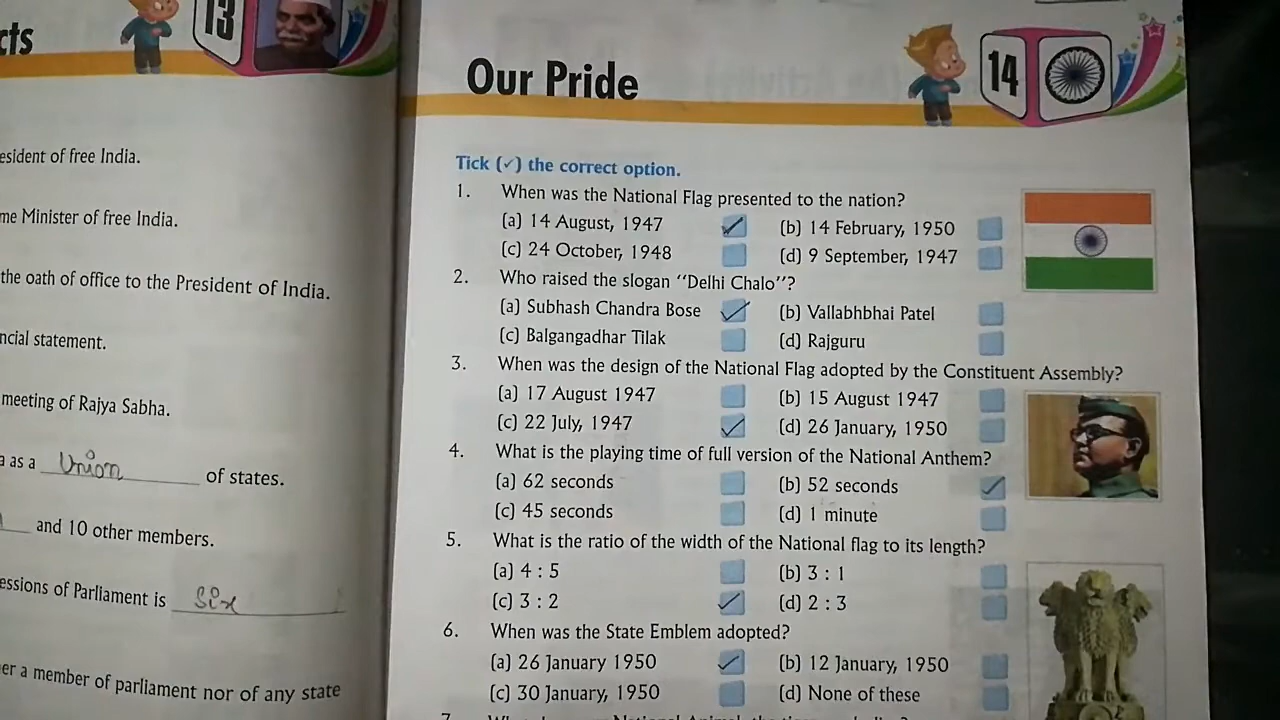 cts
13
esident of free India.
me Minister of free India.
the oath of office to the President of India.
ncial statement.
meeting of Rajya Sabha.
a as a Union of states.
and 10 other members.
essions of Parliament is six
er a member of parliament nor of any state
Our Pride
14
Tick (✓) the correct option.
1. When was the National Flag presented to the nation?
(a) 14 August, 1947 ✓ (b) 14 February, 1950
(c) 24 October, 1948 (d) 9 September, 1947
2. Who raised the slogan "Delhi Chalo"?
(a) Subhash Chandra Bose ✓ (b) Vallabhbhai Patel
(c) Balgangadhar Tilak (d) Rajguru
3. When was the design of the National Flag adopted by the Constituent Assembly?
(a) 17 August 1947 (b) 15 August 1947
(c) 22 July, 1947 ✓ (d) 26 January, 1950
4. What is the playing time of full version of the National Anthem?
(a) 62 seconds (b) 52 seconds ✓
(c) 45 seconds (d) 1 minute
5. What is the ratio of the width of the National flag to its length?
(a) 4 : 5 (b) 3 : 1
(c) 3 : 2 ✓ (d) 2 : 3
6. When was the State Emblem adopted?
(a) 26 January 1950 ✓ (b) 12 January, 1950
(c) 30 January, 1950 (d) None of these
7. National Animal